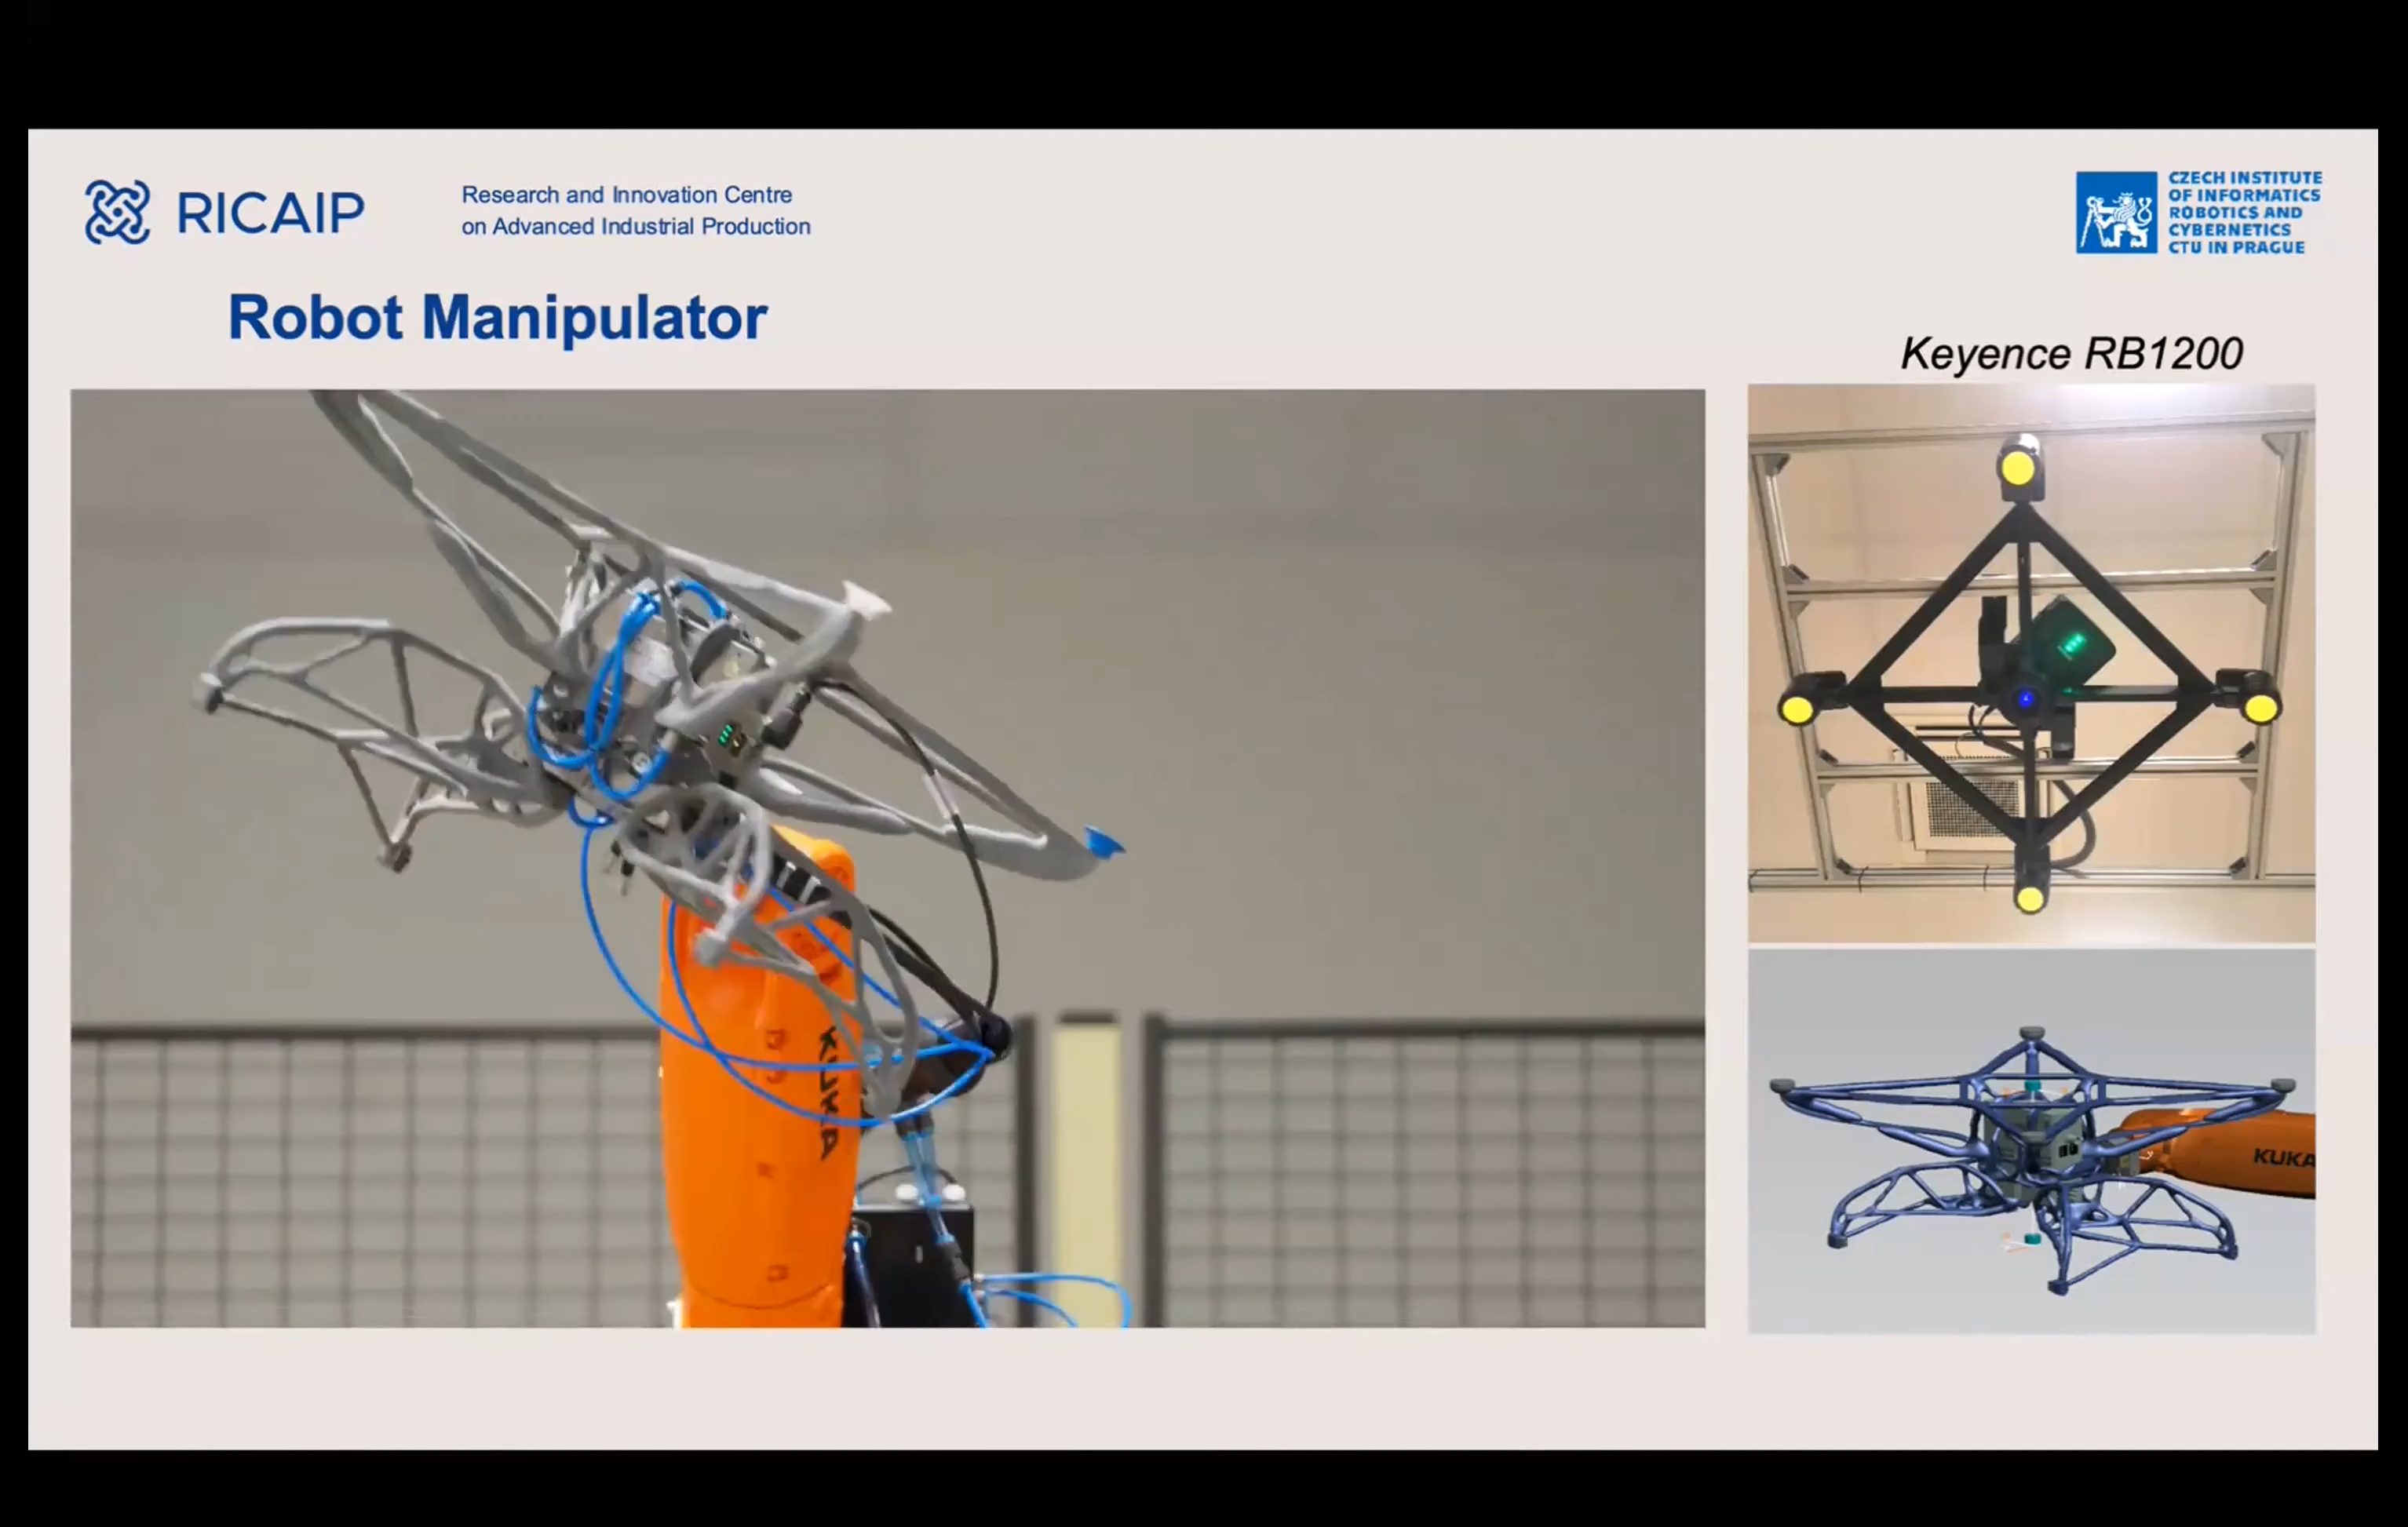 RICAIP
Research and Innovation Centre
on Advanced Industrial Production
CZECH INSTITUTE
OF INFORMATICS
ROBOTICS AND
CYBERNETICS
CTU IN PRAGUE
Robot Manipulator
Keyence RB1200
KUKA
KUKA